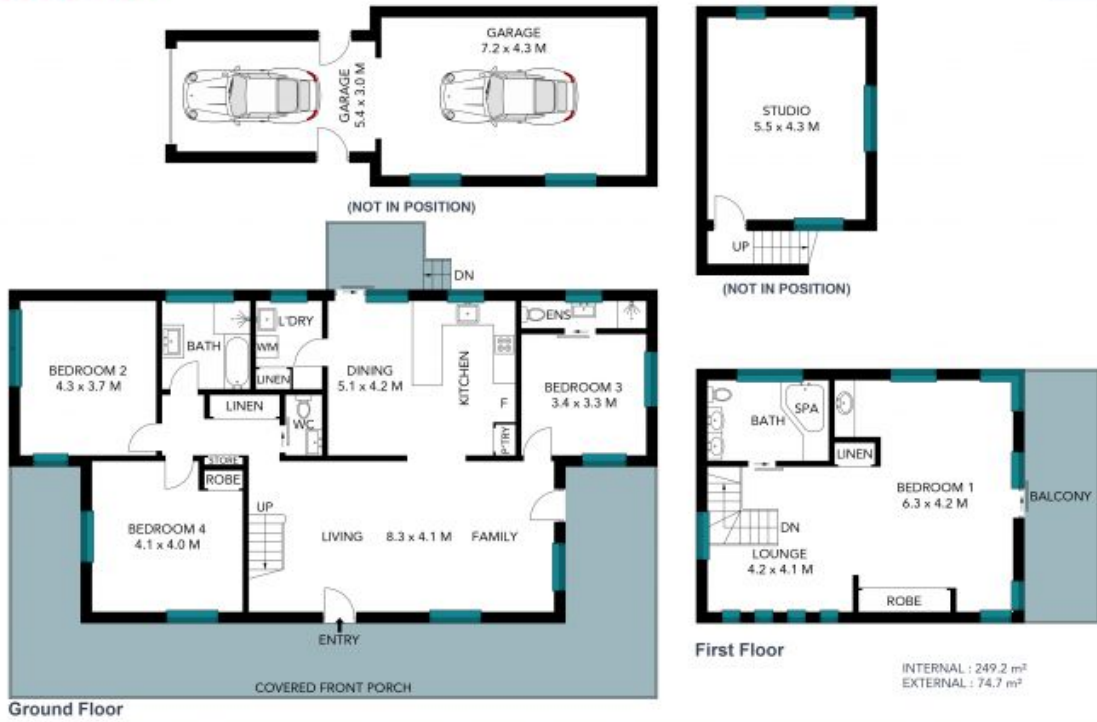 GARAGE
7.2 x 4.3 M
GARAGE
5.4 x 3.0 M
(NOT IN POSITION)
STUDIO
5.5 x 4.3 M
UP
(NOT IN POSITION)
DN
BEDROOM 2
4.3 x 3.7 M
BATH
L'DRY
WM
LINEN
LINEN
WC
STORE
ROBE
DINING
5.1 x 4.2 M
KITCHEN
F
P'TRY
ENS
BEDROOM 3
3.4 x 3.3 M
BEDROOM 4
4.1 x 4.0 M
UP
LIVING 8.3 x 4.1 M FAMILY
ENTRY
COVERED FRONT PORCH
Ground Floor
BATH
SPA
LINEN
BEDROOM 1
6.3 x 4.2 M
BALCONY
DN
LOUNGE
4.2 x 4.1 M
ROBE
First Floor
INTERNAL : 249.2 m²
EXTERNAL : 74.7 m²